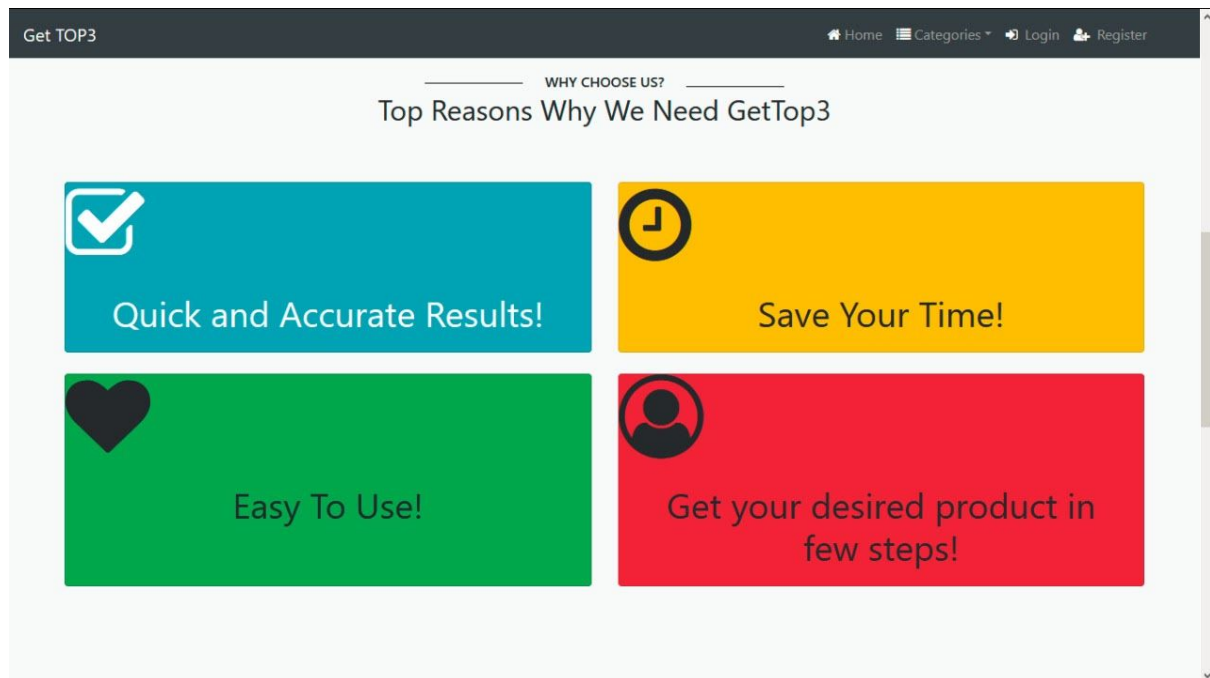 Get TOP3 Home Categories Login Register
WHY CHOOSE US?
Top Reasons Why We Need GetTop3
Quick and Accurate Results!
Save Your Time!
Easy To Use!
Get your desired product in
few steps!